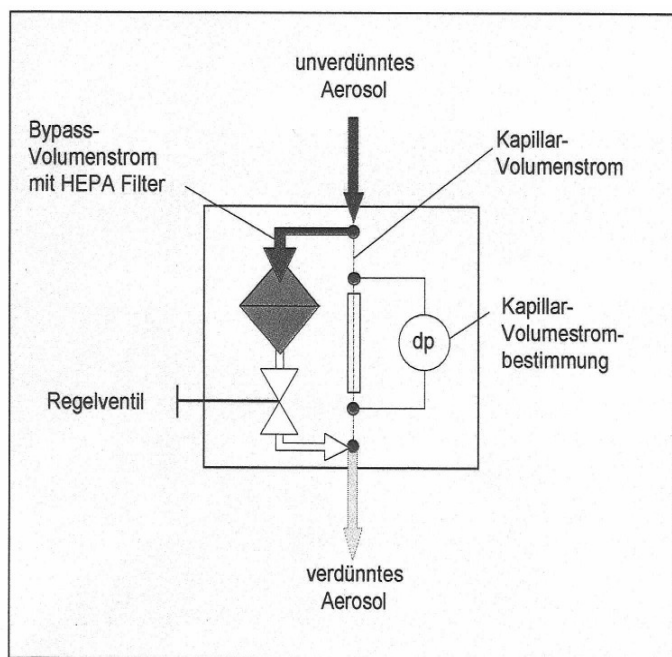 unverdünntes
Aerosol
Bypass-
Volumenstrom
mit HEPA Filter
Kapillar-
Volumenstrom
dp
Kapillar-
Volumestrom-
bestimmung
Regelventil
verdünntes
Aerosol